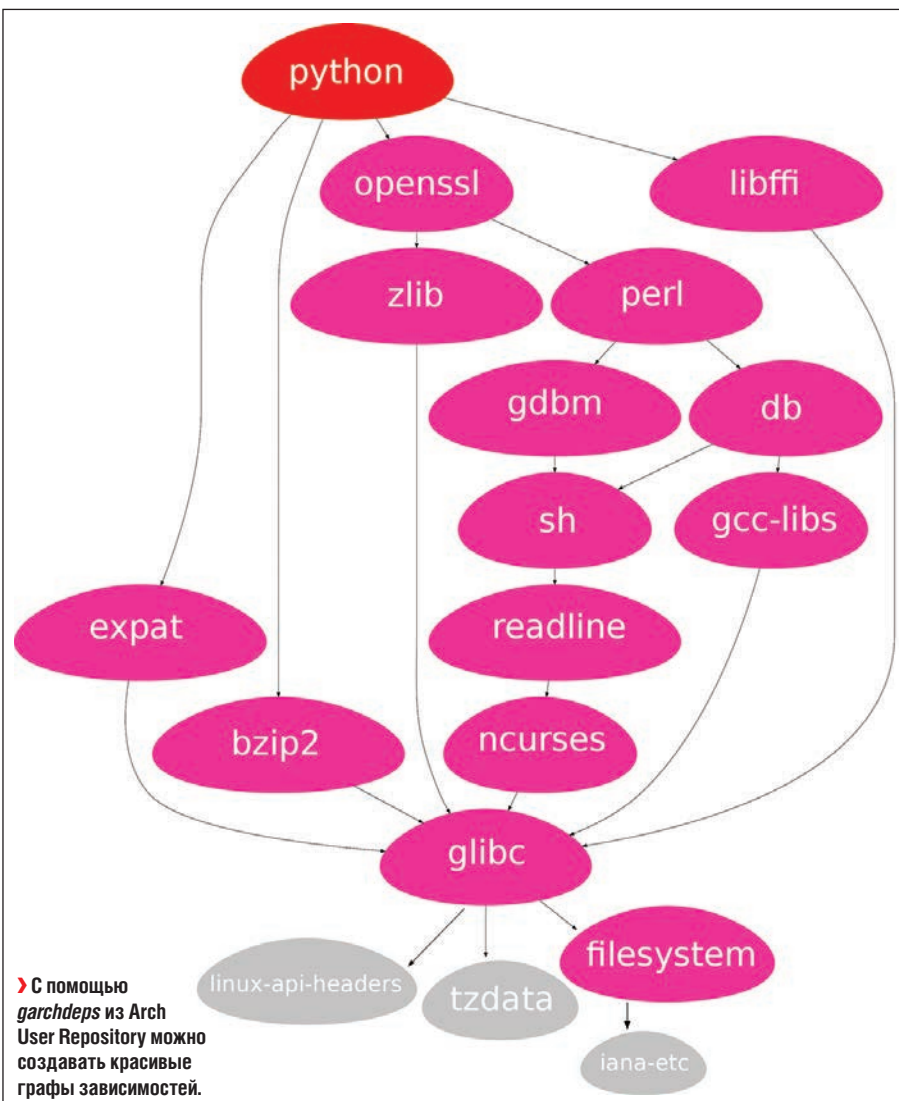 python
openssl
libffi
zlib
perl
gdbm
db
sh
gcc-libs
expat
readline
bzip2
ncurses
glibc
filesystem
linux-api-headers
tzdata
iana-etc
› С помощью
garchdeps из Arch
User Repository можно
создавать красивые
графы зависимостей.